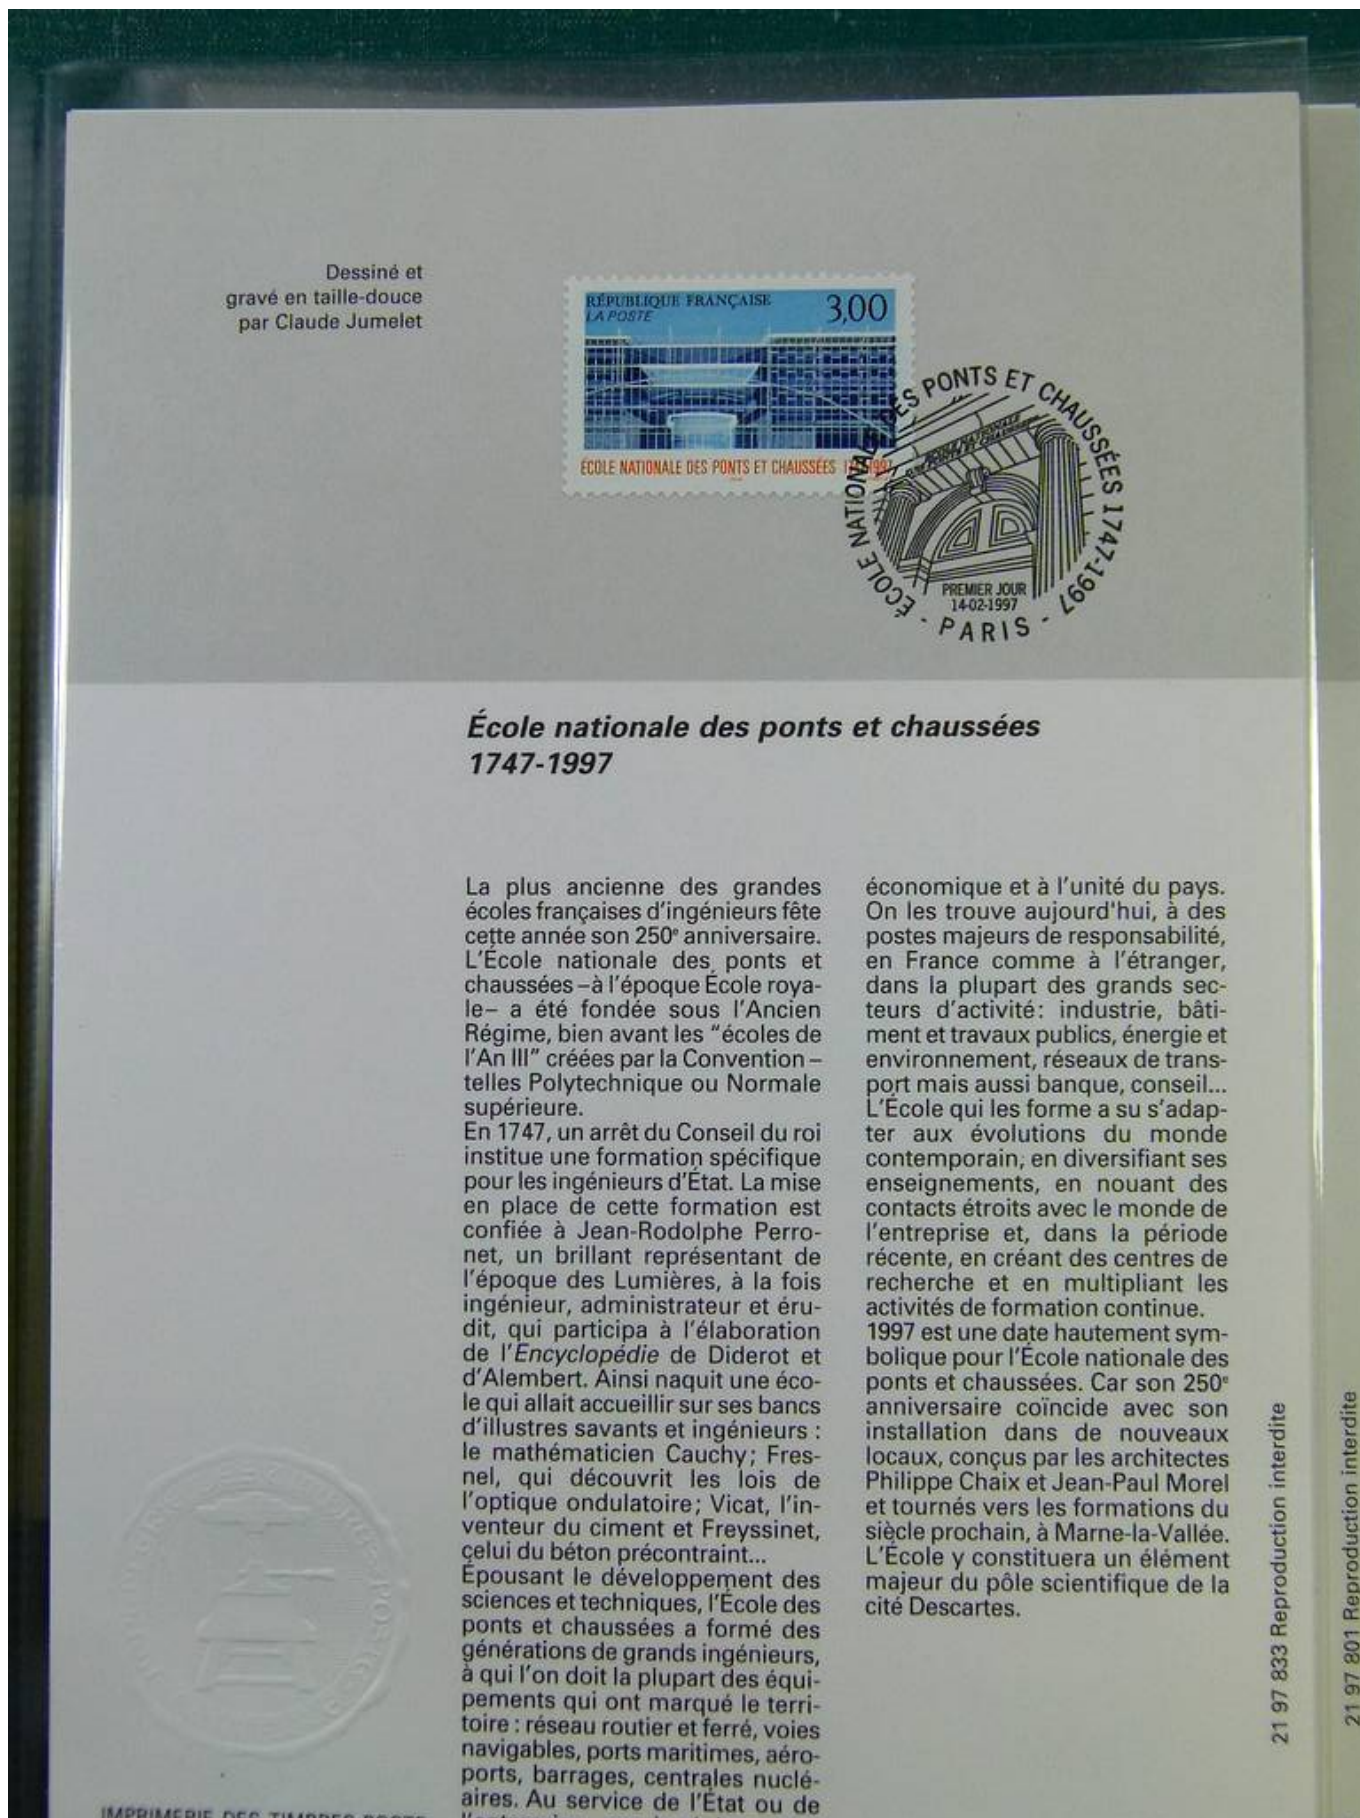 Dessiné et
gravé en taille-douce
par Claude Jumelet
RÉPUBLIQUE FRANÇAISE
LA POSTE
3,00
ÉCOLE NATIONALE DES PONTS ET CHAUSSÉES 1747-1997
ÉCOLE NATIONALE DES PONTS ET CHAUSSÉES 1747-1997
PREMIER JOUR
14-02-1997
- PARIS -
École nationale des ponts et chaussées
1747-1997
La plus ancienne des grandes
écoles françaises d'ingénieurs fête
cette année son 250e anniversaire.
L'École nationale des ponts et
chaussées –à l'époque École roya-
le– a été fondée sous l'Ancien
Régime, bien avant les "écoles de
l'An III" créées par la Convention –
telles Polytechnique ou Normale
supérieure.
En 1747, un arrêt du Conseil du roi
institue une formation spécifique
pour les ingénieurs d'État. La mise
en place de cette formation est
confiée à Jean-Rodolphe Perro-
net, un brillant représentant de
l'époque des Lumières, à la fois
ingénieur, administrateur et éru-
dit, qui participa à l'élaboration
de l'Encyclopédie de Diderot et
d'Alembert. Ainsi naquit une éco-
le qui allait accueillir sur ses bancs
d'illustres savants et ingénieurs :
le mathématicien Cauchy; Fres-
nel, qui découvrit les lois de
l'optique ondulatoire; Vicat, l'in-
venteur du ciment et Freyssinet,
celui du béton précontraint...
Épousant le développement des
sciences et techniques, l'École des
ponts et chaussées a formé des
générations de grands ingénieurs,
à qui l'on doit la plupart des équi-
pements qui ont marqué le terri-
toire : réseau routier et ferré, voies
navigables, ports maritimes, aéro-
ports, barrages, centrales nuclé-
aires. Au service de l'État ou de
économique et à l'unité du pays.
On les trouve aujourd'hui, à des
postes majeurs de responsabilité,
en France comme à l'étranger,
dans la plupart des grands sec-
teurs d'activité: industrie, bâti-
ment et travaux publics, énergie et
environnement, réseaux de trans-
port mais aussi banque, conseil...
L'École qui les forme a su s'adap-
ter aux évolutions du monde
contemporain, en diversifiant ses
enseignements, en nouant des
contacts étroits avec le monde de
l'entreprise et, dans la période
récente, en créant des centres de
recherche et en multipliant les
activités de formation continue.
1997 est une date hautement sym-
bolique pour l'École nationale des
ponts et chaussées. Car son 250e
anniversaire coïncide avec son
installation dans de nouveaux
locaux, conçus par les architectes
Philippe Chaix et Jean-Paul Morel
et tournés vers les formations du
siècle prochain, à Marne-la-Vallée.
L'École y constituera un élément
majeur du pôle scientifique de la
cité Descartes.
21 97 833 Reproduction interdite
21 97 801 Reproduction interdite
IMPRIMERIE DES TIMBRES-POSTE